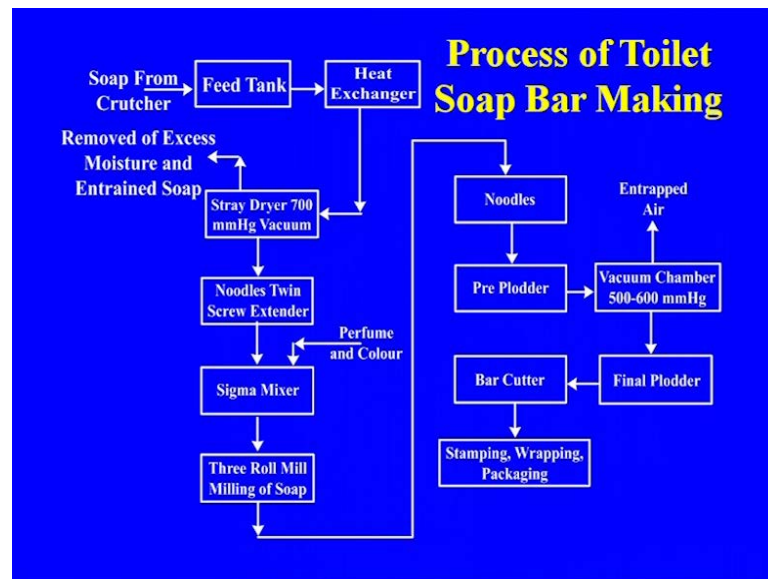 Process of Toilet
Soap Bar Making
Soap From
Crutcher
Feed Tank
Heat
Exchanger
Removed of Excess
Moisture and
Entrained Soap
Stray Dryer 700
mmHg Vacuum
Noodles Twin
Screw Extender
Perfume
and Colour
Sigma Mixer
Three Roll Mill
Milling of Soap
Noodles
Entrapped
Air
Pre Plodder
Vacuum Chamber
500-600 mmHg
Bar Cutter
Final Plodder
Stamping, Wrapping,
Packaging